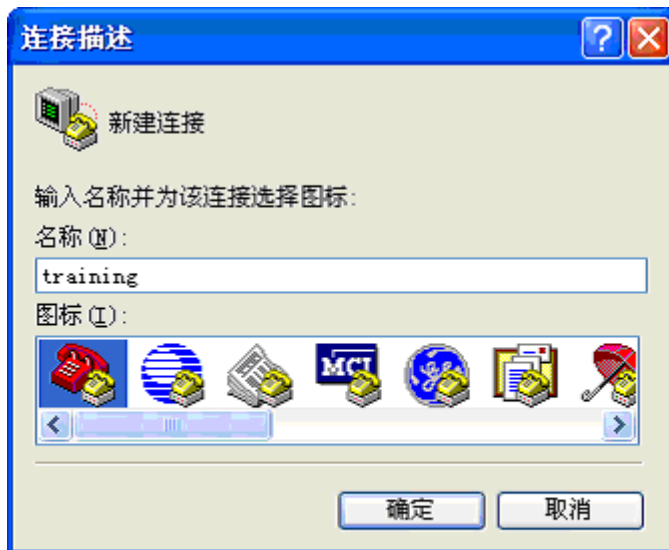 连接描述
新建连接
输入名称并为该连接选择图标:
名称(N):
training
图标(I):
MCI
确定
取消